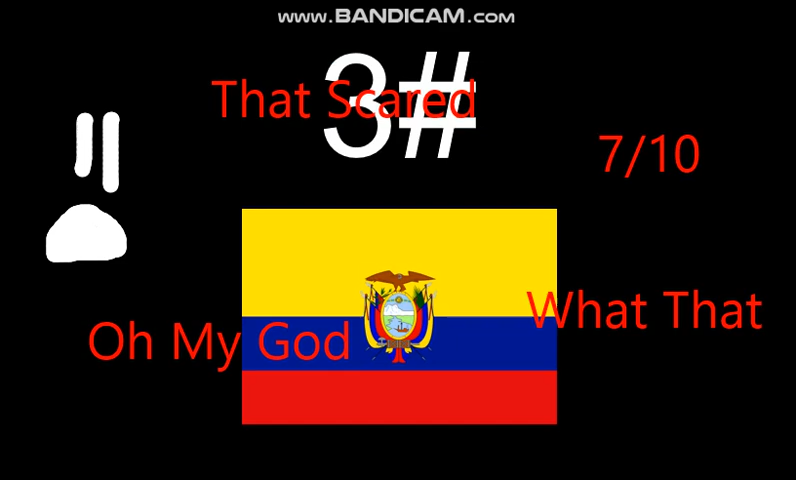 www.BANDICAM.com
3#
That Scared
7/10
What That
Oh My God